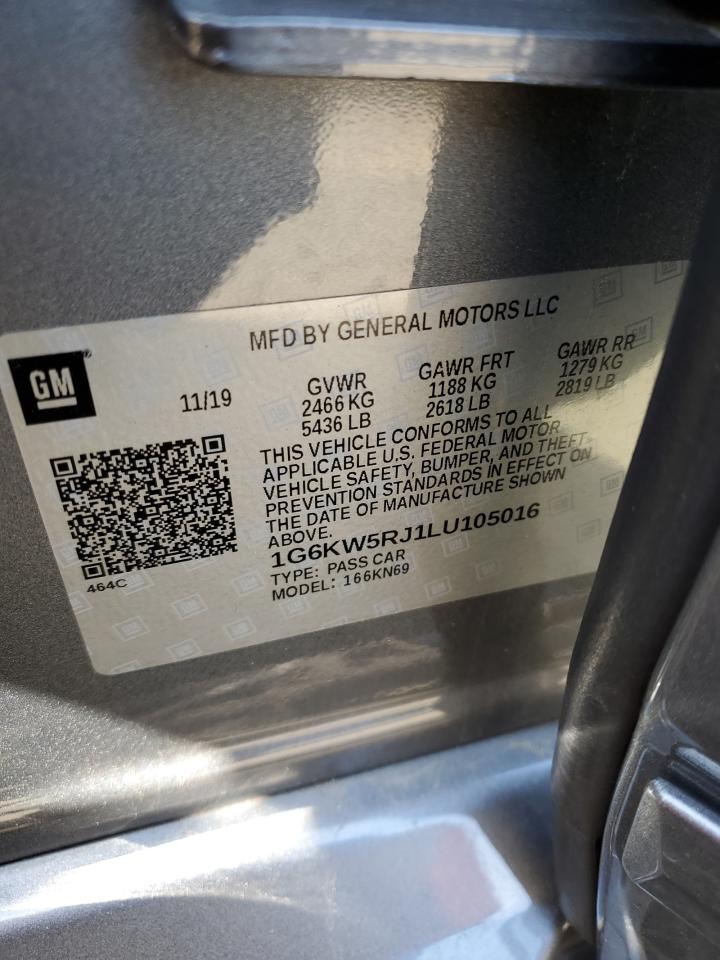 MFD BY GENERAL MOTORS LLC
GM
11/19
GVWR
2466 KG
5436 LB
GAWR FRT
1188 KG
2618 LB
GAWR RR
1279 KG
2819 LB
THIS VEHICLE CONFORMS TO ALL
APPLICABLE U.S. FEDERAL MOTOR
VEHICLE SAFETY, BUMPER, AND THEFT
PREVENTION STANDARDS IN EFFECT ON
THE DATE OF MANUFACTURE SHOWN
ABOVE.
1G6KW5RJ1LU105016
TYPE: PASS CAR
MODEL: 166KN69
464C